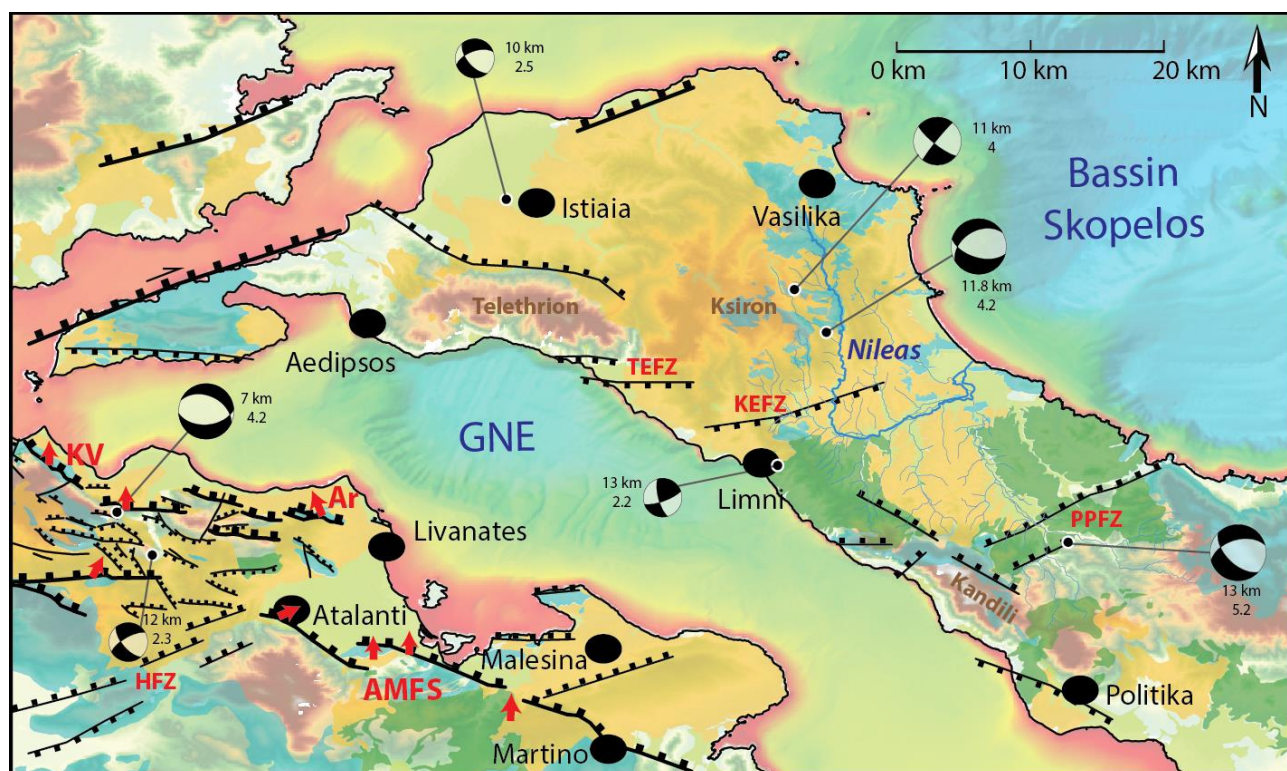 10 km
2.5
0 km
10 km
20 km
N
11 km
4
Bassin
Skopelos
Istiaia
Vasilika
11.8 km
4.2
Telethrion
Ksiron
Nileas
Aedipsos
TEFZ
KEFZ
7 km
4.2
GNE
KV
13 km
2.2
Limni
Ar
Livanates
PPFZ
Kandili
13 km
5.2
Atalanti
12 km
2.3
HFZ
AMFS
Malesina
Politika
Martino